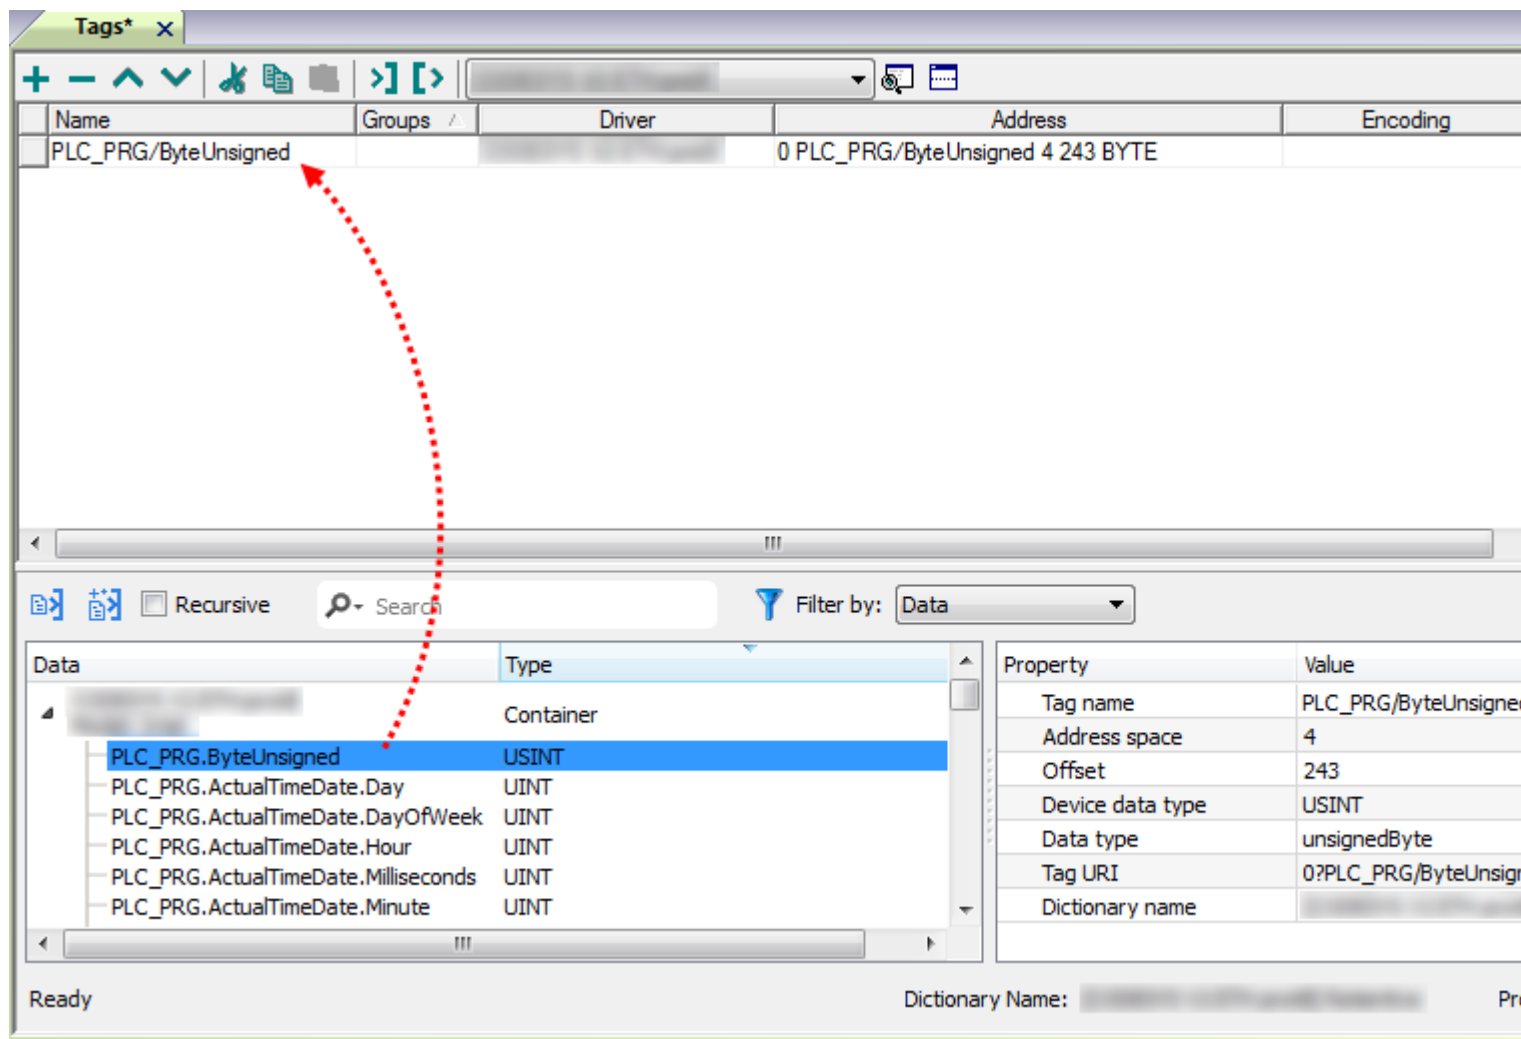 Tags*
Name Groups Driver Address Encoding
PLC_PRG/ByteUnsigned 0 PLC_PRG/ByteUnsigned 4 243 BYTE
Recursive Search Filter by: Data
Data Type
Container
PLC_PRG.ByteUnsigned USINT
PLC_PRG.ActualTimeDate.Day UINT
PLC_PRG.ActualTimeDate.DayOfWeek UINT
PLC_PRG.ActualTimeDate.Hour UINT
PLC_PRG.ActualTimeDate.Milliseconds UINT
PLC_PRG.ActualTimeDate.Minute UINT
Property Value
Tag name PLC_PRG/ByteUnsigned
Address space 4
Offset 243
Device data type USINT
Data type unsignedByte
Tag URI 0?PLC_PRG/ByteUnsign
Dictionary name
Ready Dictionary Name: Pr